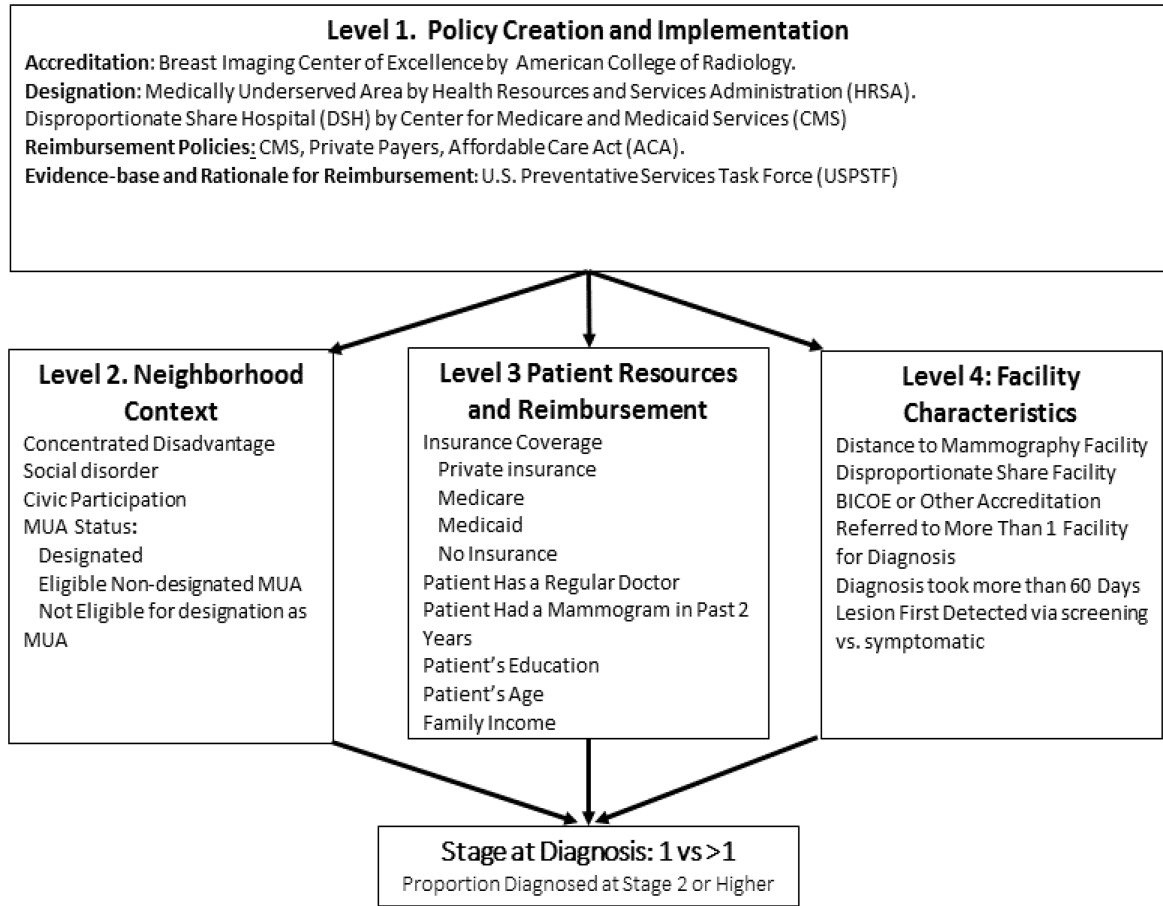 Level 1. Policy Creation and Implementation
Accreditation: Breast Imaging Center of Excellence by American College of Radiology.
Designation: Medically Underserved Area by Health Resources and Services Administration (HRSA).
Disproportionate Share Hospital (DSH) by Center for Medicare and Medicaid Services (CMS)
Reimbursement Policies: CMS, Private Payers, Affordable Care Act (ACA).
Evidence-base and Rationale for Reimbursement: U.S. Preventative Services Task Force (USPSTF)
Level 2. Neighborhood
Context
Concentrated Disadvantage
Social disorder
Civic Participation
MUA Status:
Designated
Eligible Non-designated MUA
Not Eligible for designation as
MUA
Level 3 Patient Resources
and Reimbursement
Insurance Coverage
Private insurance
Medicare
Medicaid
No Insurance
Patient Has a Regular Doctor
Patient Had a Mammogram in Past 2
Years
Patient's Education
Patient's Age
Family Income
Level 4: Facility
Characteristics
Distance to Mammography Facility
Disproportionate Share Facility
BICOE or Other Accreditation
Referred to More Than 1 Facility
for Diagnosis
Diagnosis took more than 60 Days
Lesion First Detected via screening
vs. symptomatic
Stage at Diagnosis: 1 vs >1
Proportion Diagnosed at Stage 2 or Higher